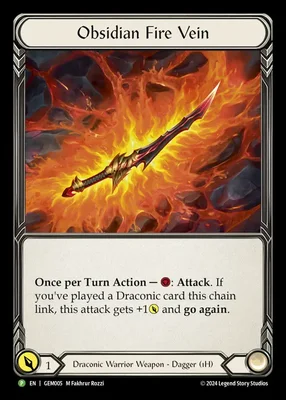 Obsidian Fire Vein
Once per Turn Action — : Attack. If
you've played a Draconic card this chain
link, this attack gets +1 and go again.
1
Draconic Warrior Weapon - Dagger (1H)
P EN | GEM005 M Fakhrur Rozzi ©2024 Legend Story Studios